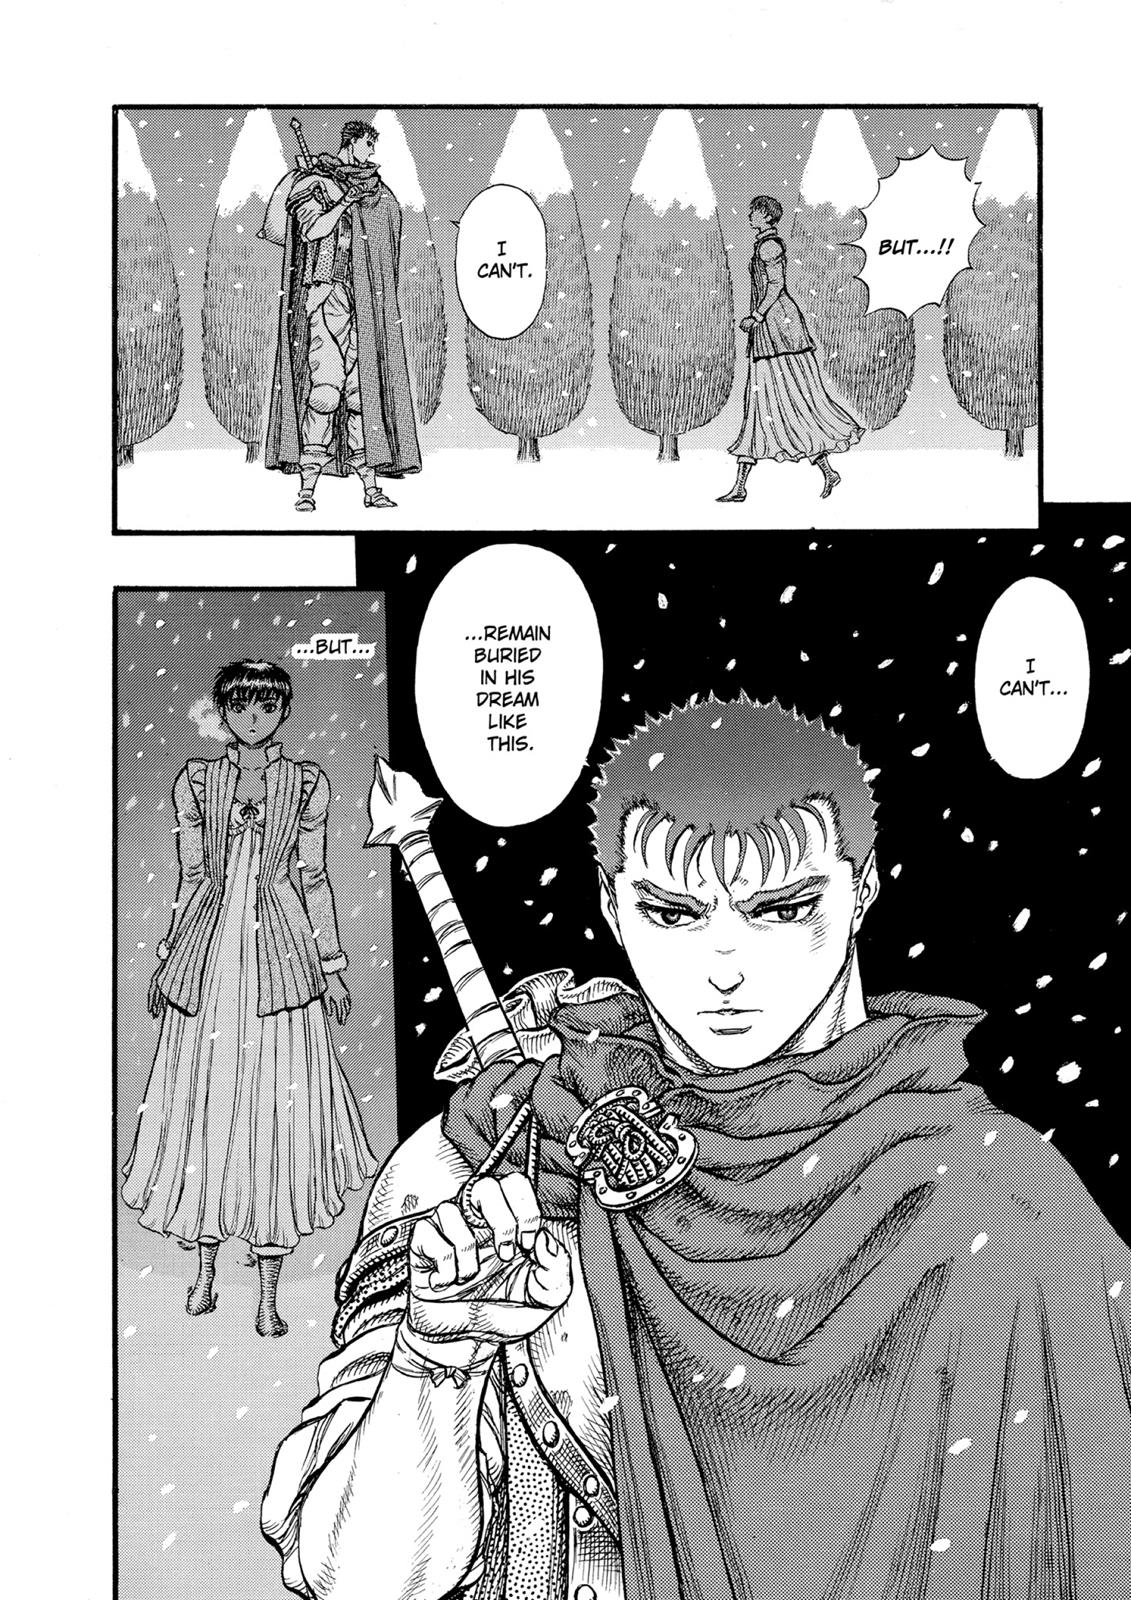 BUT...!!
I
CAN'T.
I
CAN'T...
...REMAIN
BURIED
IN HIS
DREAM
LIKE
THIS.
...BUT...